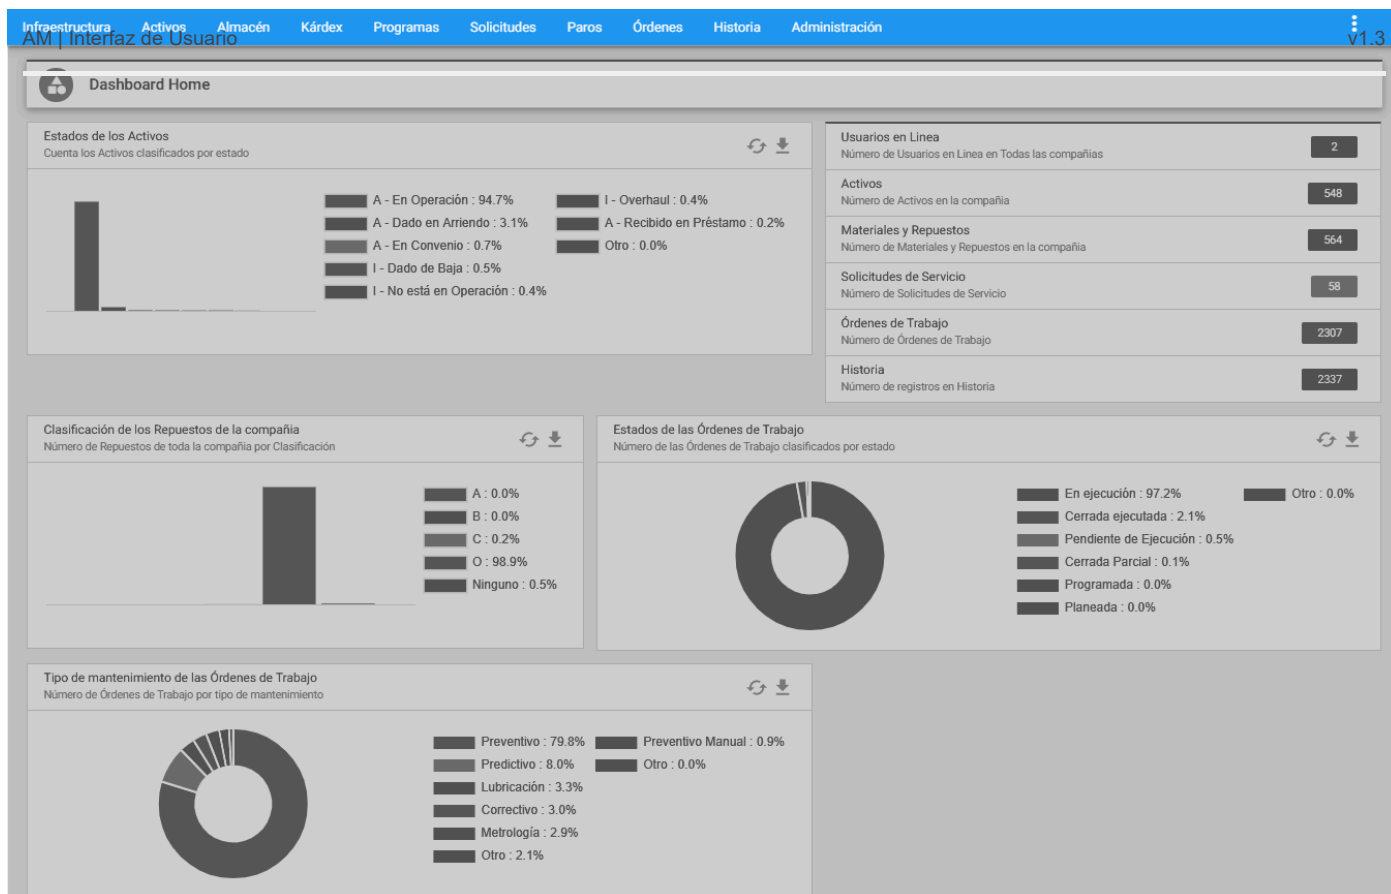 Infraestructura Activos Almacén Kárdex Programas Solicitudes Paros Órdenes Historia Administración
AM | Interfaz de Usuario v1.3
Dashboard Home
Estados de los Activos
Cuenta los Activos clasificados por estado
A - En Operación : 94.7%
A - Dado en Arriendo : 3.1%
A - En Convenio : 0.7%
I - Dado de Baja : 0.5%
I - No está en Operación : 0.4%
I - Overhaul : 0.4%
A - Recibido en Préstamo : 0.2%
Otro : 0.0%
Usuarios en Linea
Número de Usuarios en Linea en Todas las compañias
2
Activos
Número de Activos en la compañia
548
Materiales y Repuestos
Número de Materiales y Repuestos en la compañia
564
Solicitudes de Servicio
Número de Solicitudes de Servicio
58
Órdenes de Trabajo
Número de Órdenes de Trabajo
2307
Historia
Número de registros en Historia
2337
Clasificación de los Repuestos de la compañia
Número de Repuestos de toda la compañia por Clasificación
A : 0.0%
B : 0.0%
C : 0.2%
O : 98.9%
Ninguno : 0.5%
Estados de las Órdenes de Trabajo
Número de las Órdenes de Trabajo clasificados por estado
En ejecución : 97.2%
Cerrada ejecutada : 2.1%
Pendiente de Ejecución : 0.5%
Cerrada Parcial : 0.1%
Programada : 0.0%
Planeada : 0.0%
Otro : 0.0%
Tipo de mantenimiento de las Órdenes de Trabajo
Número de Órdenes de Trabajo por tipo de mantenimiento
Preventivo : 79.8%
Predictivo : 8.0%
Lubricación : 3.3%
Correctivo : 3.0%
Metrología : 2.9%
Otro : 2.1%
Preventivo Manual : 0.9%
Otro : 0.0%